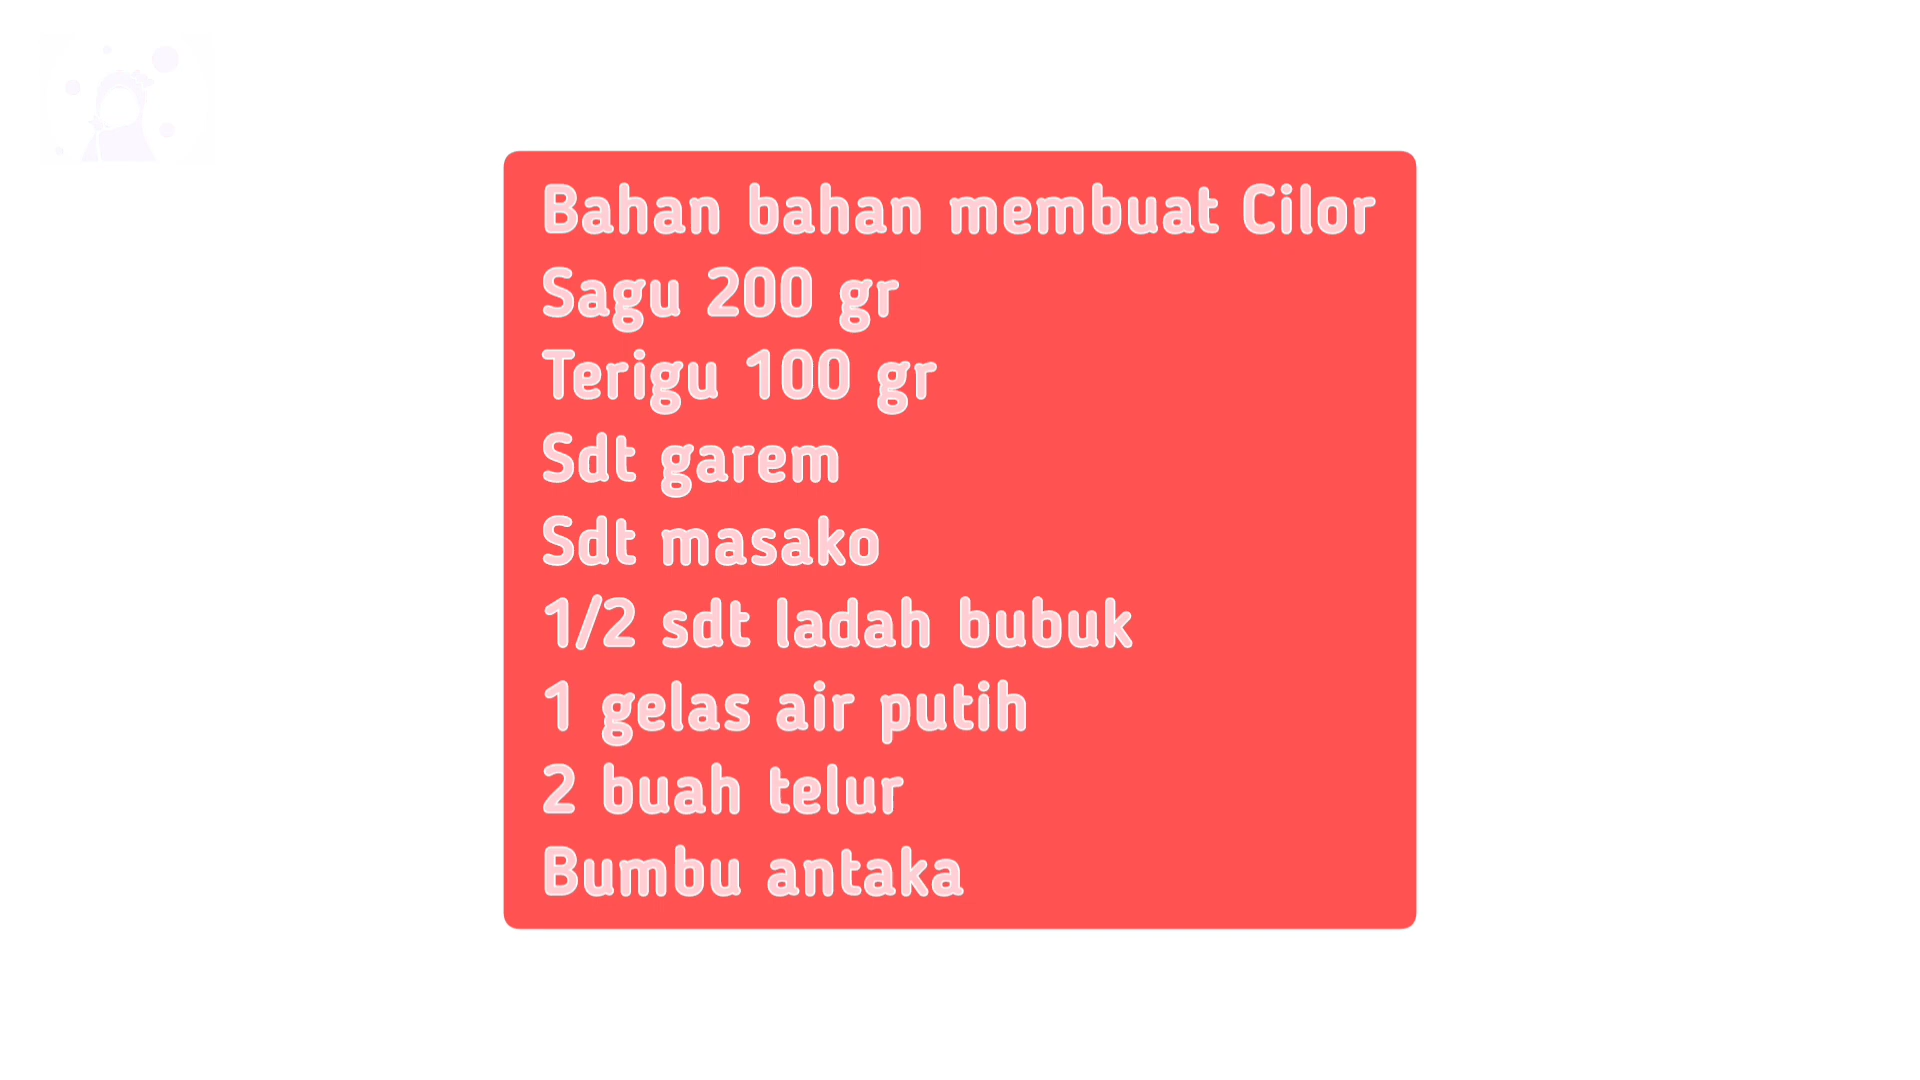 Bahan bahan membuat Cilor
Sagu 200 gr
Terigu 100 gr
Sdt garem
Sdt masako
1/2 sdt ladah bubuk
1 gelas air putih
2 buah telur
Bumbu antaka